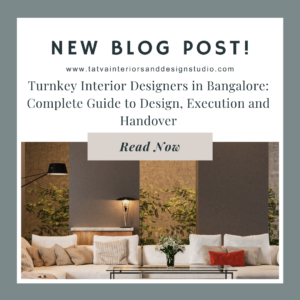 NEW BLOG POST!
www.tatvainteriorsanddesignstudio.com
Turnkey Interior Designers in Bangalore:
Complete Guide to Design, Execution and
Handover
Read Now